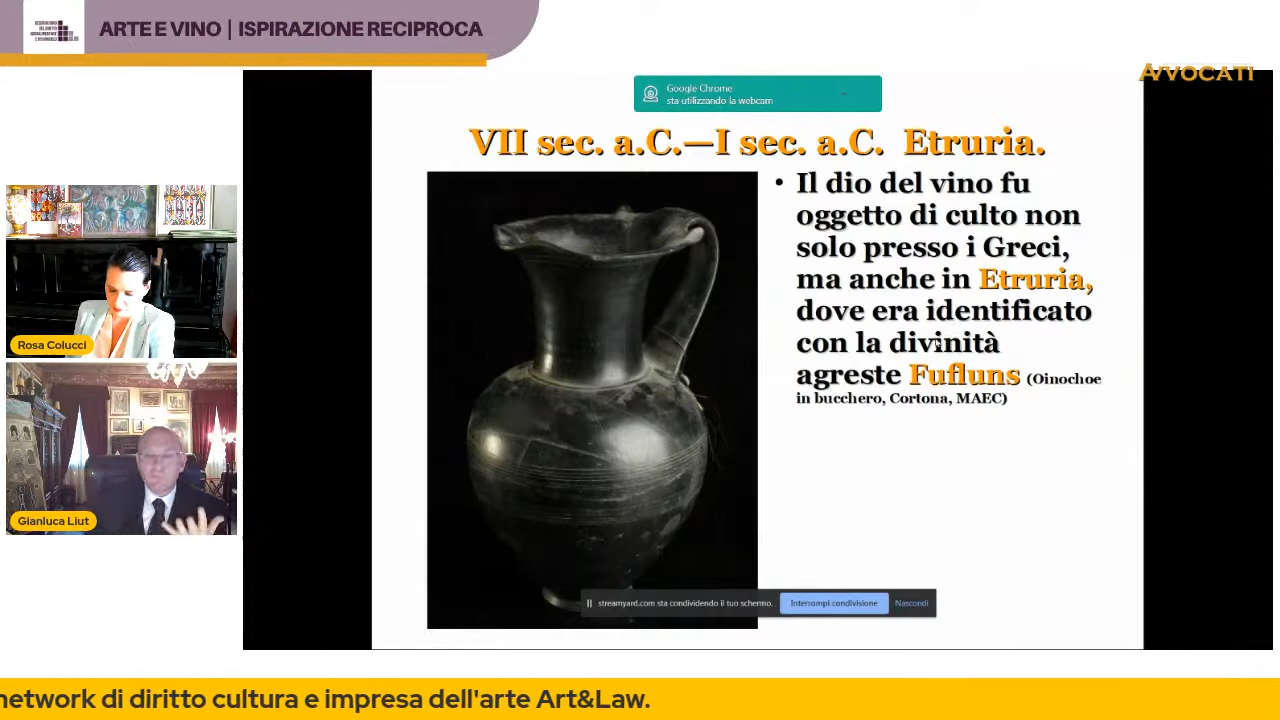 ARTE E VINO | ISPIRAZIONE RECIPROCA
AVVOCATI
Google Chrome
sta utilizzando la webcam
VII sec. a.C.—I sec. a.C. Etruria.
• Il dio del vino fu
oggetto di culto non
solo presso i Greci,
ma anche in Etruria,
dove era identificato
con la divinità
agreste Fufluns (Oinochoe
in bucchero, Cortona, MAEC)
Rosa Colucci
Gianluca Liut
streamyard.com sta condividendo il tuo schermo.
Interrompi condivisione
Nascondi
network di diritto cultura e impresa dell'arte Art&Law.